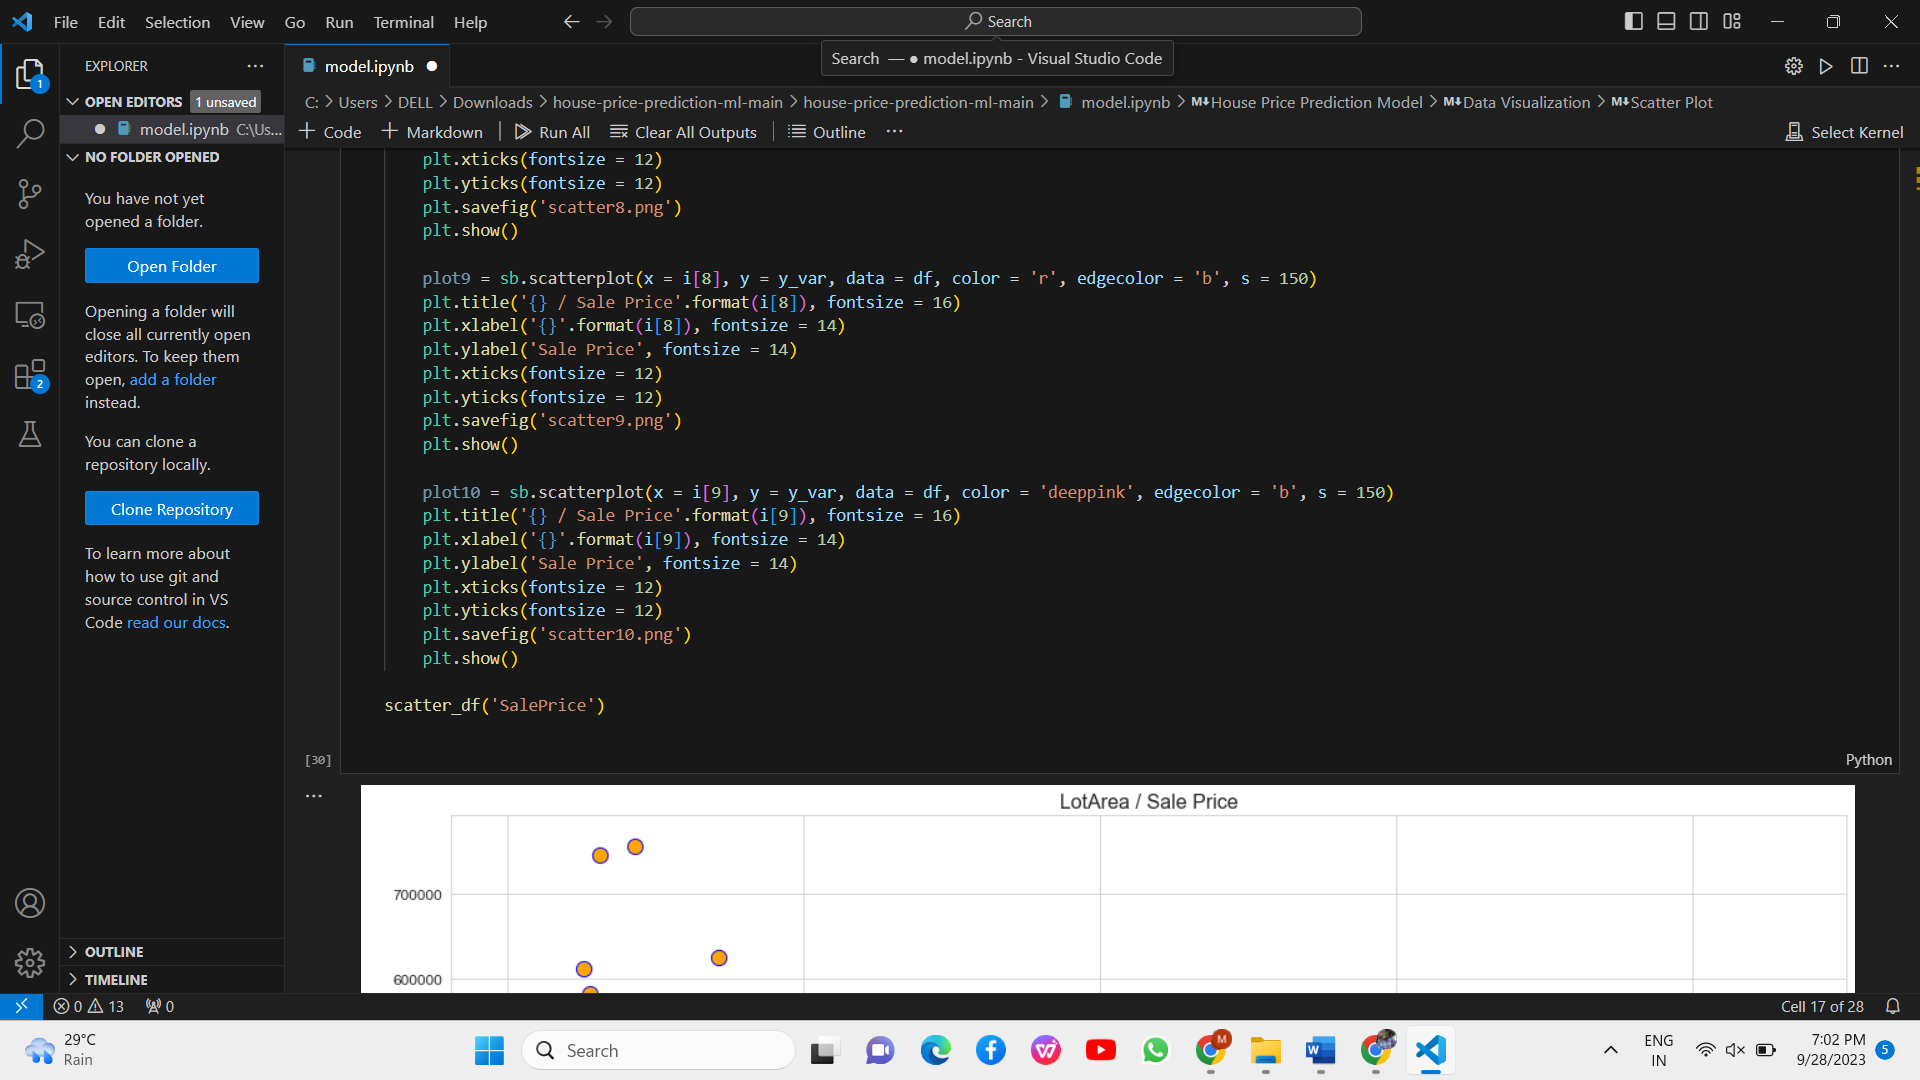 File Edit Selection View Go Run Terminal Help
Search
Search — ● model.ipynb - Visual Studio Code
EXPLORER
OPEN EDITORS 1 unsaved
model.ipynb C:\Us...
NO FOLDER OPENED
You have not yet
opened a folder.
Open Folder
Opening a folder will
close all currently open
editors. To keep them
open, add a folder
instead.
You can clone a
repository locally.
Clone Repository
To learn more about
how to use git and
source control in VS
Code read our docs.
OUTLINE
TIMELINE
1
2
model.ipynb
C: > Users > DELL > Downloads > house-price-prediction-ml-main > house-price-prediction-ml-main > model.ipynb > M↓House Price Prediction Model > M↓Data Visualization > M↓Scatter Plot
+ Code + Markdown Run All Clear All Outputs Outline ... Select Kernel
plt.xticks(fontsize = 12)
plt.yticks(fontsize = 12)
plt.savefig('scatter8.png')
plt.show()
plot9 = sb.scatterplot(x = i[8], y = y_var, data = df, color = 'r', edgecolor = 'b', s = 150)
plt.title('{} / Sale Price'.format(i[8]), fontsize = 16)
plt.xlabel('{}'.format(i[8]), fontsize = 14)
plt.ylabel('Sale Price', fontsize = 14)
plt.xticks(fontsize = 12)
plt.yticks(fontsize = 12)
plt.savefig('scatter9.png')
plt.show()
plot10 = sb.scatterplot(x = i[9], y = y_var, data = df, color = 'deeppink', edgecolor = 'b', s = 150)
plt.title('{} / Sale Price'.format(i[9]), fontsize = 16)
plt.xlabel('{}'.format(i[9]), fontsize = 14)
plt.ylabel('Sale Price', fontsize = 14)
plt.xticks(fontsize = 12)
plt.yticks(fontsize = 12)
plt.savefig('scatter10.png')
plt.show()
scatter_df('SalePrice')
[30]
Python
...
LotArea / Sale Price
700000
600000
0 13 0
Cell 17 of 28
29°C
Rain
Search
M
W
ENG
IN
7:02 PM
9/28/2023
5